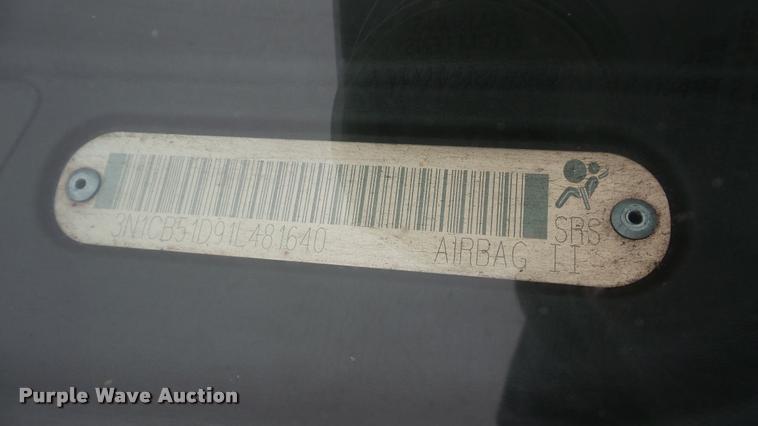 3N1CB51D91L481640
AIRBAG
SRS
II
Purple Wave Auction